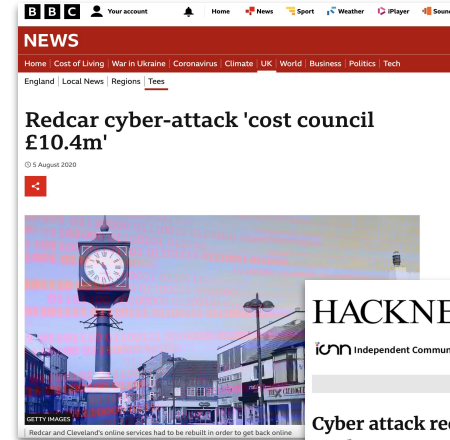 BBC Your account Home News Sport Weather iPlayer Soun
NEWS
Home Cost of Living War in Ukraine Coronavirus Climate UK World Business Politics Tech
England Local News Regions Tees
Redcar cyber-attack 'cost council
£10.4m'
5 August 2020
GETTY IMAGES
Redcar and Cleveland's online services had to be rebuilt in order to get back online
HACKNE
icnn Independent Commun
Cyber attack rec